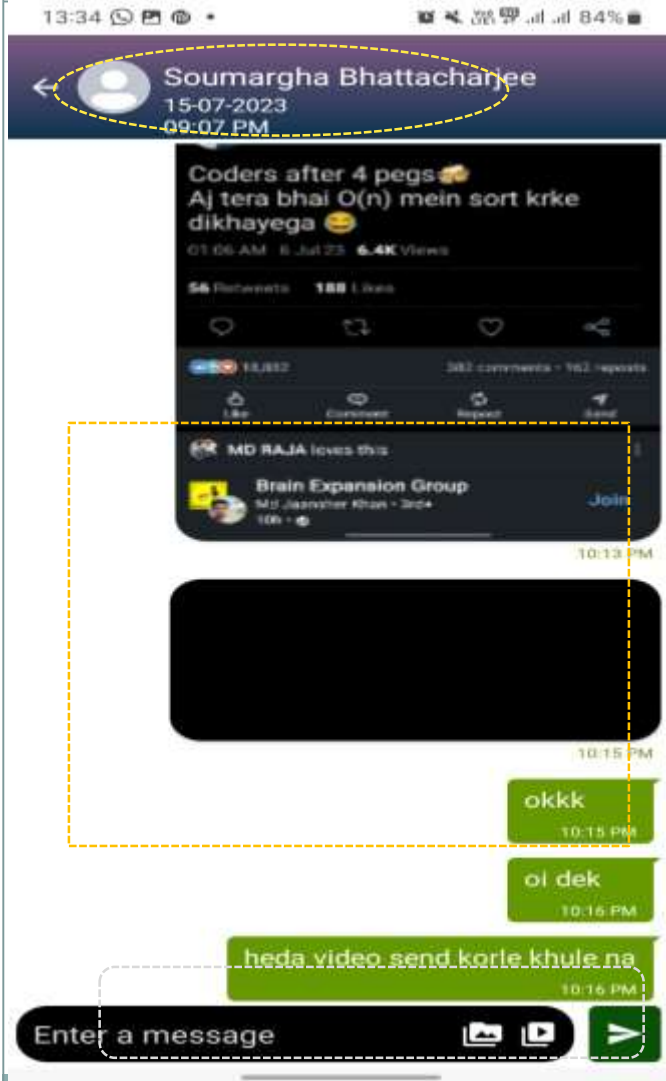 13:34
84%
Soumargha Bhattacharjee
15-07-2023
09:07 PM
Coders after 4 pegs🍻
Aj tera bhai O(n) mein sort krke
dikhayega 😂
01:06 AM 6 Jul 23 6.4K Views
56 Retweets 188 Likes
382 comments • 162 reposts
Like Comment Repost Send
MD RAJA loves this
Brain Expansion Group
Khan • 3rd+
Join
10h •
10:13 PM
10:15 PM
okkk
10:15 PM
oi dek
10:16 PM
heda video send korle khule na
10:16 PM
Enter a message